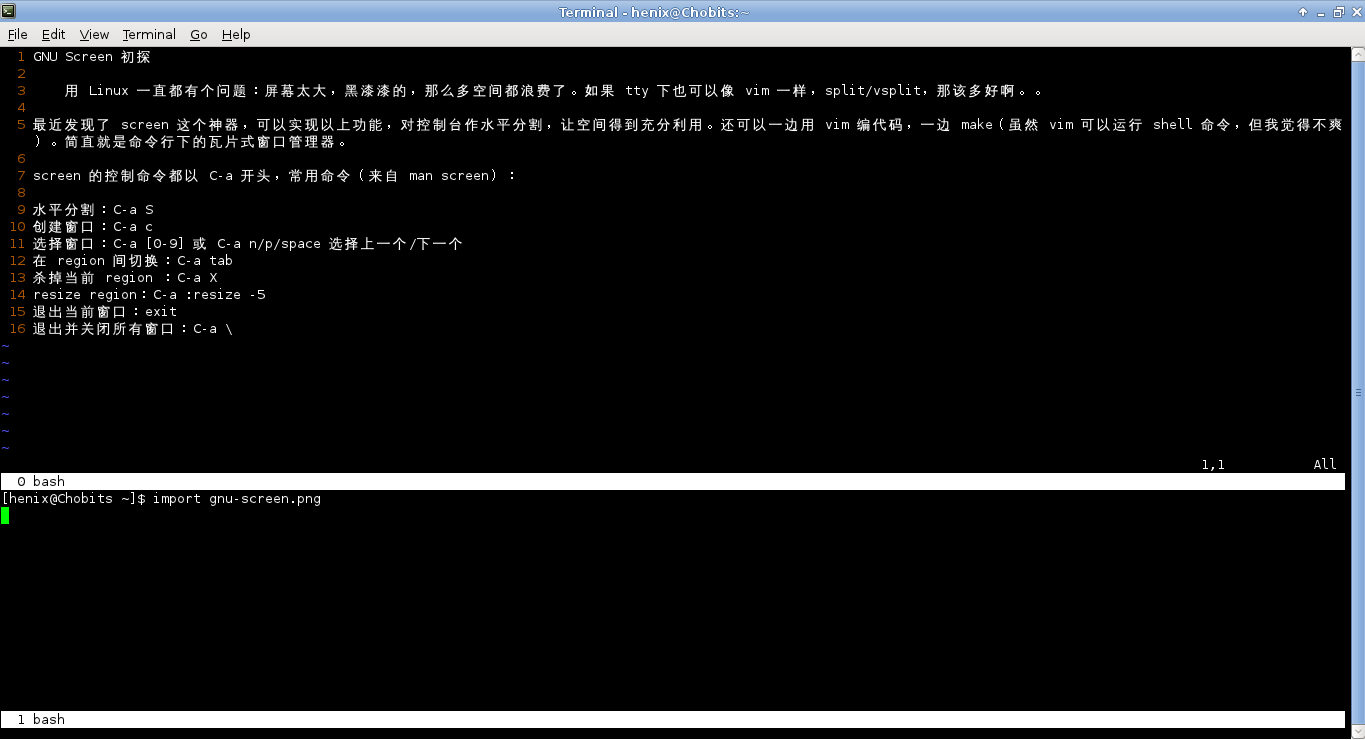 Terminal - henix@Chobits:~
File Edit View Terminal Go Help
1 GNU Screen 初探
2
3 用 Linux 一直都有个问题：屏幕太大，黑漆漆的，那么多空间都浪费了。如果 tty 下也可以像 vim 一样，split/vsplit，那该多好啊。。
4
5 最近发现了 screen 这个神器，可以实现以上功能，对控制台作水平分割，让空间得到充分利用。还可以一边用 vim 编代码，一边 make（虽然 vim 可以运行 shell 命令，但我觉得不爽
）。简直就是命令行下的瓦片式窗口管理器。
6
7 screen 的控制命令都以 C-a 开头，常用命令（来自 man screen）：
8
9 水平分割：C-a S
10 创建窗口：C-a c
11 选择窗口：C-a [0-9] 或 C-a n/p/space 选择上一个/下一个
12 在 region 间切换：C-a tab
13 杀掉当前 region ：C-a X
14 resize region：C-a :resize -5
15 退出当前窗口：exit
16 退出并关闭所有窗口：C-a \
~
~
~
~
~
~
~
1,1 All
0 bash
[henix@Chobits ~]$ import gnu-screen.png
1 bash